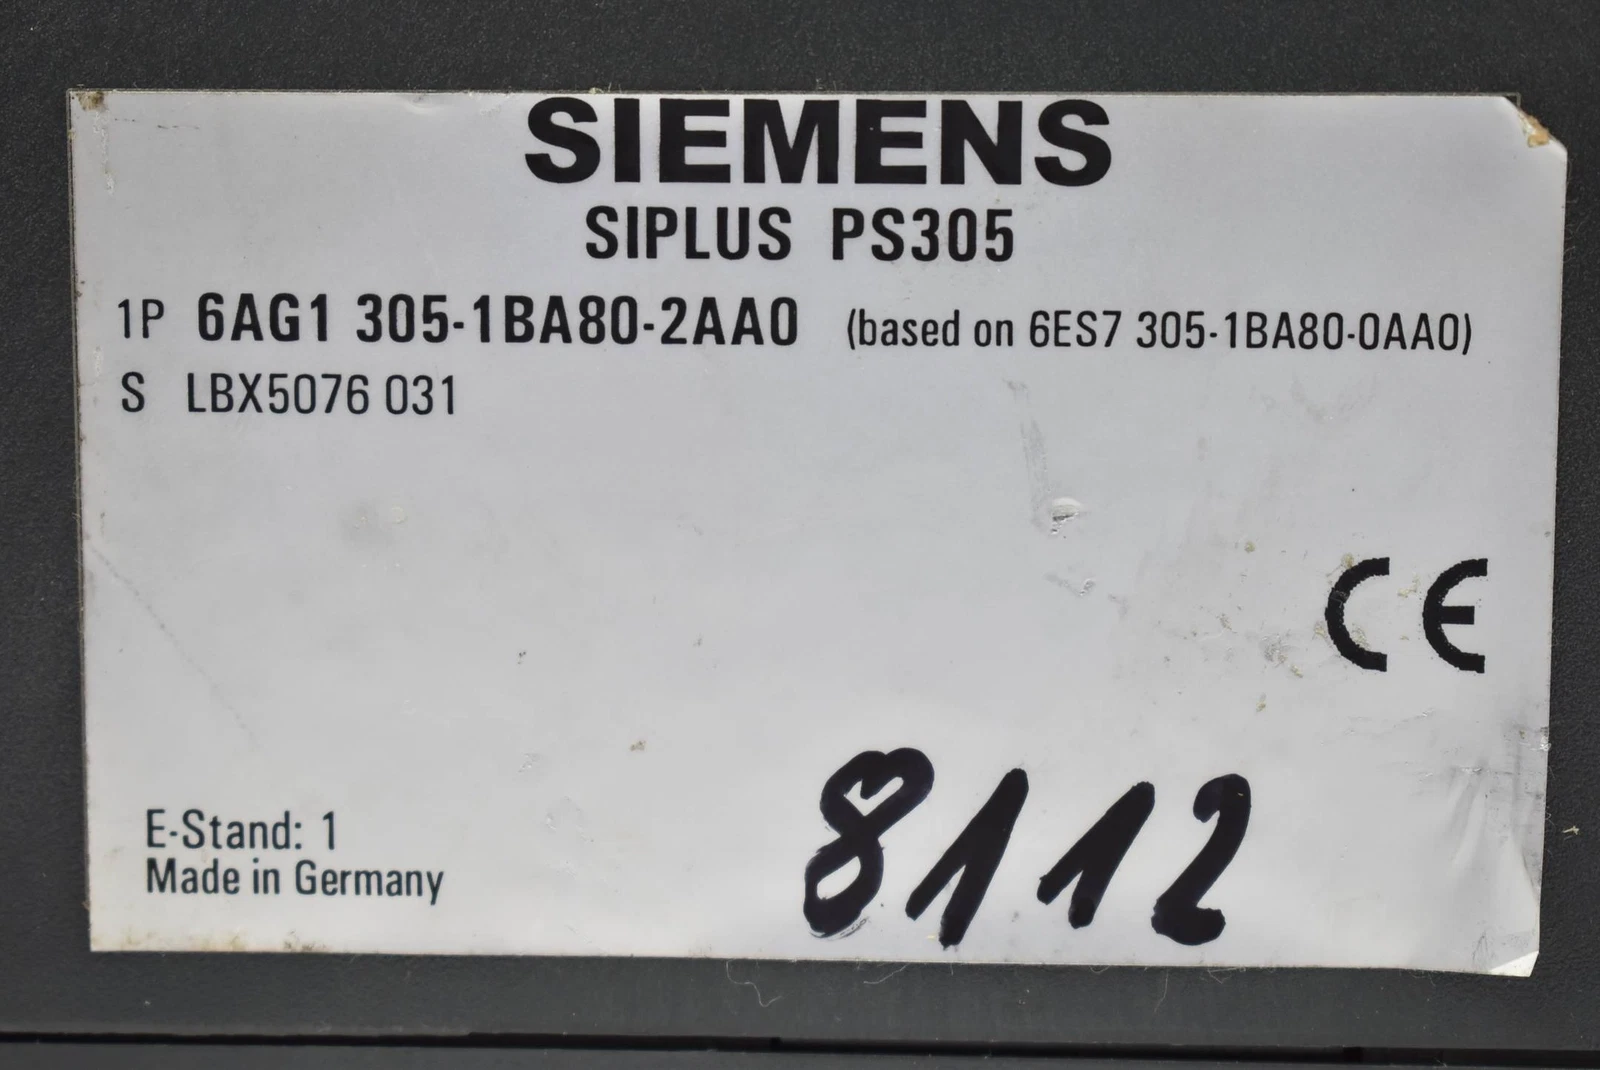 SIEMENS
SIPLUS PS305
1P 6AG1 305-1BA80-2AA0 (based on 6ES7 305-1BA80-0AA0)
S LBX5076 031
CE
E-Stand: 1
Made in Germany
8112